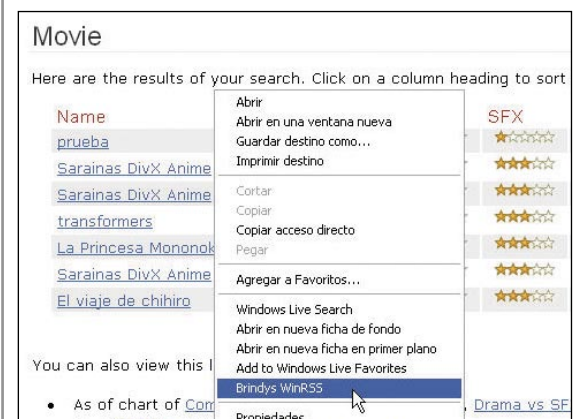 Movie
Here are the results of your search. Click on a column heading to sort
Name SFX
prueba
Sarainas DivX Anime
Sarainas DivX Anime
transformers
La Princesa Mononok
Sarainas DivX Anime
El viaje de chihiro
Abrir
Abrir en una ventana nueva
Guardar destino como...
Imprimir destino
Cortar
Copiar
Copiar acceso directo
Pegar
Agregar a Favoritos...
Windows Live Search
Abrir en nueva ficha de fondo
Abrir en nueva ficha en primer plano
Add to Windows Live Favorites
Brindys WinRSS
Propiedades
You can also view this l
• As of chart of Com , Drama vs SF